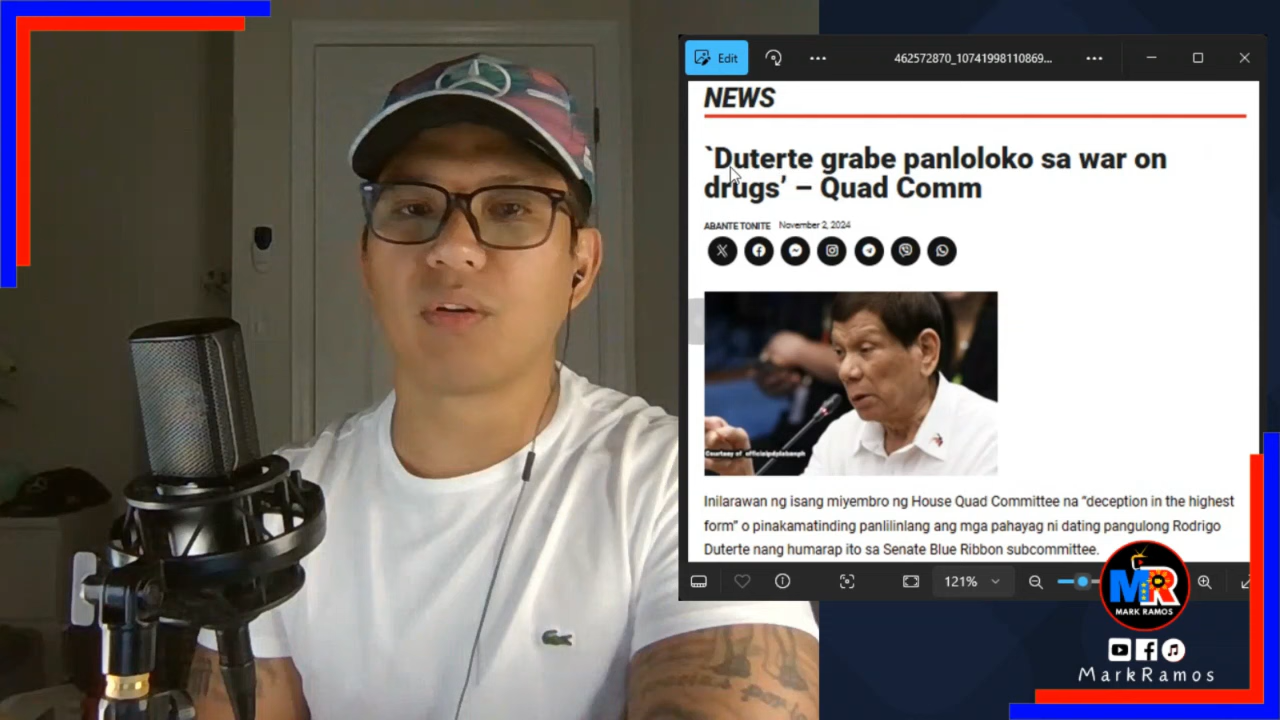 Edit
462572870_10741998110869...
NEWS
`Duterte grabe panloloko sa war on
drugs’ – Quad Comm
ABANTE TONITE November 2, 2024
Courtesy of officialpdplabanph
Inilarawan ng isang miyembro ng House Quad Committee na “deception in the highest
form” o pinakamatinding panlilinlang ang mga pahayag ni dating pangulong Rodrigo
Duterte nang humarap ito sa Senate Blue Ribbon subcommittee.
121%
MR
MARK RAMOS
MarkRamos